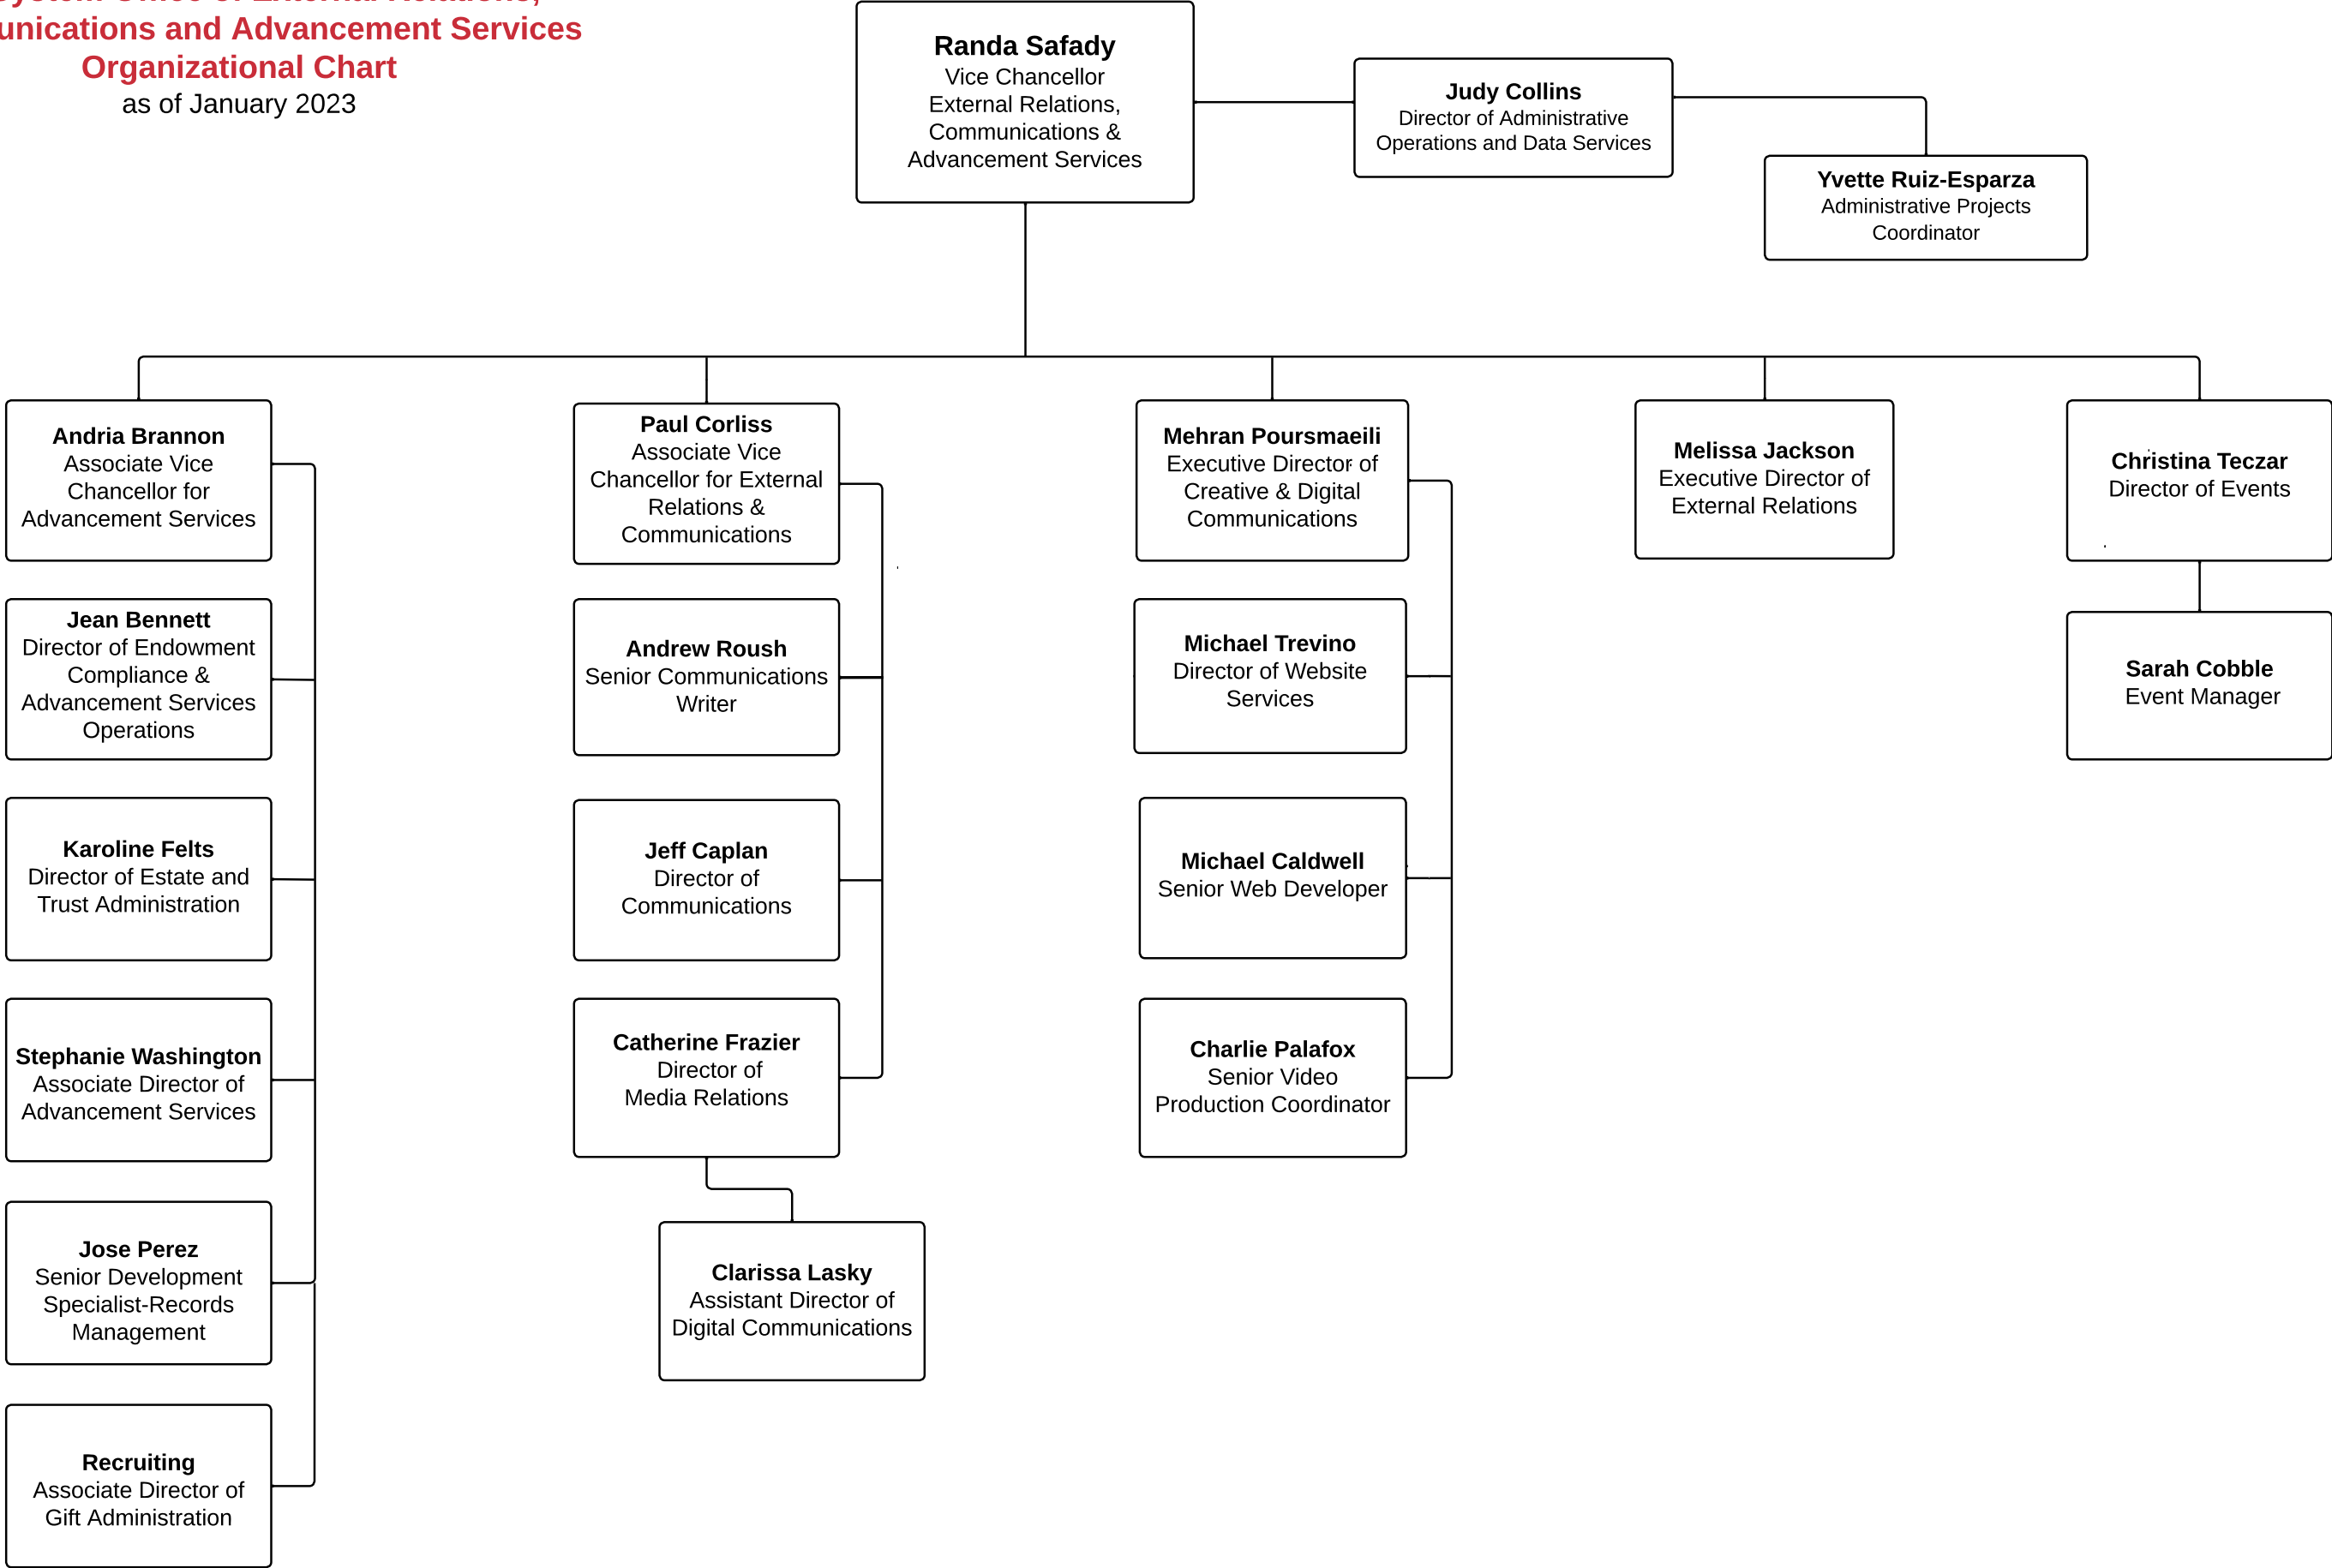 System Office of External Relations,
unications and Advancement Services
Organizational Chart
as of January 2023
Randa Safady
Vice Chancellor
External Relations,
Communications &
Advancement Services
Judy Collins
Director of Administrative
Operations and Data Services
Yvette Ruiz-Esparza
Administrative Projects
Coordinator
Andria Brannon
Associate Vice
Chancellor for
Advancement Services
Jean Bennett
Director of Endowment
Compliance &
Advancement Services
Operations
Karoline Felts
Director of Estate and
Trust Administration
Stephanie Washington
Associate Director of
Advancement Services
Jose Perez
Senior Development
Specialist-Records
Management
Recruiting
Associate Director of
Gift Administration
Paul Corliss
Associate Vice
Chancellor for External
Relations &
Communications
Andrew Roush
Senior Communications
Writer
Jeff Caplan
Director of
Communications
Catherine Frazier
Director of
Media Relations
Clarissa Lasky
Assistant Director of
Digital Communications
Mehran Poursmaeili
Executive Director of
Creative & Digital
Communications
Michael Trevino
Director of Website
Services
Michael Caldwell
Senior Web Developer
Charlie Palafox
Senior Video
Production Coordinator
Melissa Jackson
Executive Director of
External Relations
Christina Teczar
Director of Events
Sarah Cobble
Event Manager